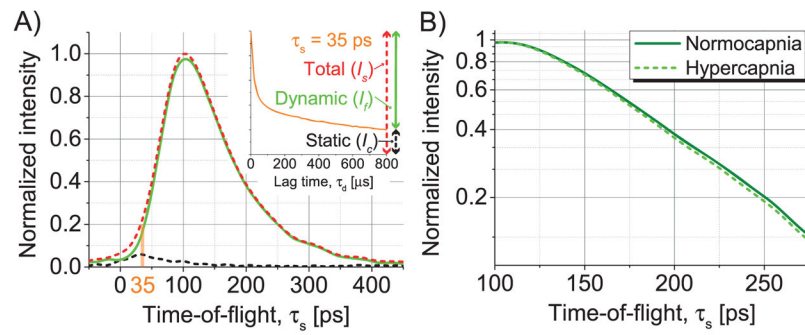 A)
Normalized intensity
1.0
0.8
0.6
0.4
0.2
0.0
0 35 100 200 300 400
Time-of-flight, τs [ps]
τs = 35 ps
Total (Is)
Dynamic (If)
Static (Ic)
0 200 400 600 800
Lag time, τd [µs]
B)
Normalized intensity
1
0.8
0.6
0.4
0.2
100 150 200 250
Time-of-flight, τs [ps]
Normocapnia
Hypercapnia